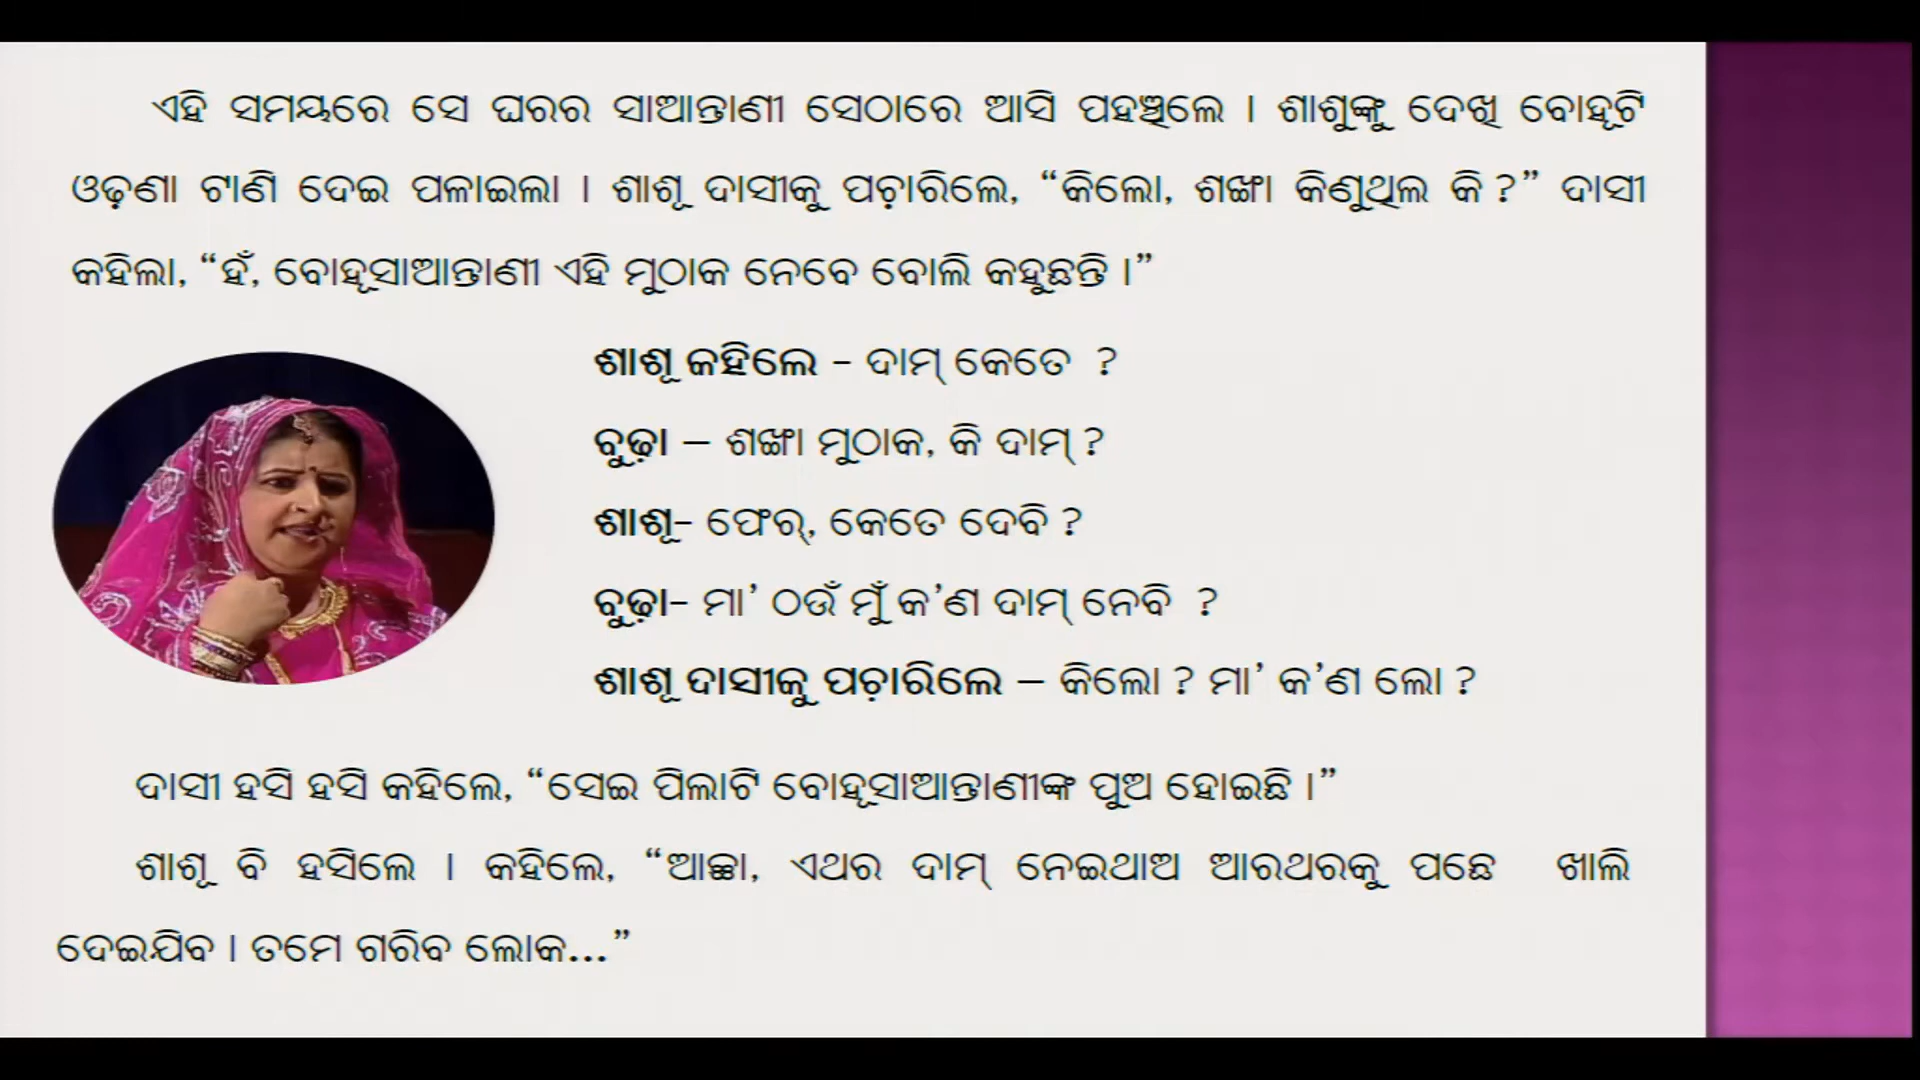 ଏହି ସମୟରେ ସେ ଘରର ସାଆନ୍ତାଣୀ ସେଠାରେ ଆସି ପହଞ୍ଚିଲେ । ଶାଶୁଙ୍କୁ ଦେଖି ବୋହୂଟି
ଓଢ଼ଣା ଟାଣି ଦେଇ ପଳାଇଲା । ଶାଶୂ ଦାସୀକୁ ପଚାରିଲେ, “କିଲୋ, ଶଙ୍ଖା କିଣୁଥିଲ କି ?” ଦାସୀ
କହିଲା, “ହଁ, ବୋହୂସାଆନ୍ତାଣୀ ଏହି ମୁଠାକ ନେବେ ବୋଲି କହୁଛନ୍ତି ।”
ଶାଶୂ କହିଲେ – ଦାମ୍ କେତେ ?
ବୁଢ଼ା – ଶଙ୍ଖା ମୁଠାକ, କି ଦାମ୍ ?
ଶାଶୂ– ଫେର୍, କେତେ ଦେବି ?
ବୁଢ଼ା– ମା’ ଠଉଁ ମୁଁ କ’ଣ ଦାମ୍ ନେବି ?
ଶାଶୂ ଦାସୀକୁ ପଚାରିଲେ – କିଲୋ ? ମା’ କ’ଣ ଲୋ ?
ଦାସୀ ହସି ହସି କହିଲେ, “ସେଇ ପିଲାଟି ବୋହୂସାଆନ୍ତାଣୀଙ୍କ ପୁଅ ହୋଇଛି ।”
ଶାଶୂ ବି ହସିଲେ । କହିଲେ, “ଆଚ୍ଛା, ଏଥର ଦାମ୍ ନେଇଥାଅ ଆରଥରକୁ ପଛେ ଖାଲି
ଦେଇଯିବ । ତମେ ଗରିବ ଲୋକ...”